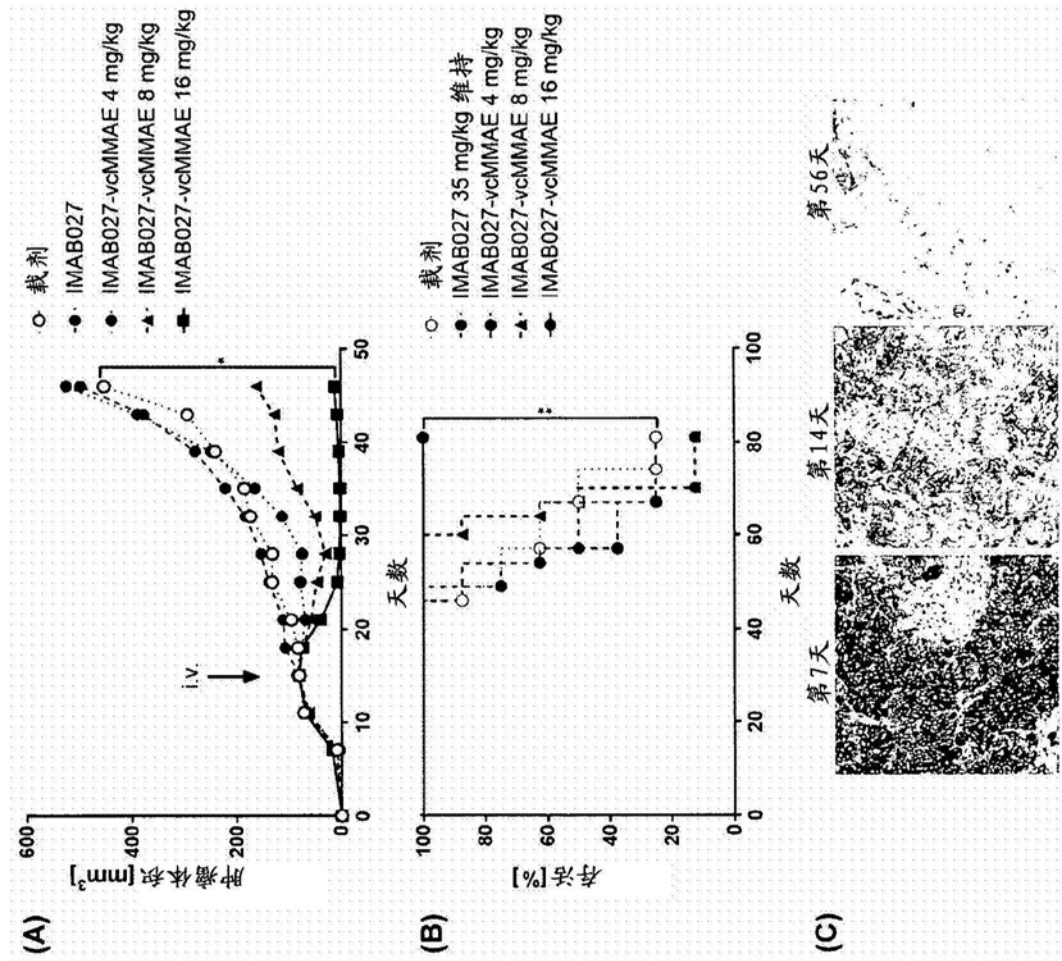 (A)
肿瘤体积[mm³]
600
400
200
0
0
10
20
30
40
50
天数
i.v.
*
载剂
IMAB027
IMAB027-vcMMAE 4 mg/kg
IMAB027-vcMMAE 8 mg/kg
IMAB027-vcMMAE 16 mg/kg
(B)
存活[%]
100
80
60
40
20
0
0
20
40
60
80
100
天数
**
载剂
IMAB027 35 mg/kg 维持
IMAB027-vcMMAE 4 mg/kg
IMAB027-vcMMAE 8 mg/kg
IMAB027-vcMMAE 16 mg/kg
(C)
第7天
第14天
第56天